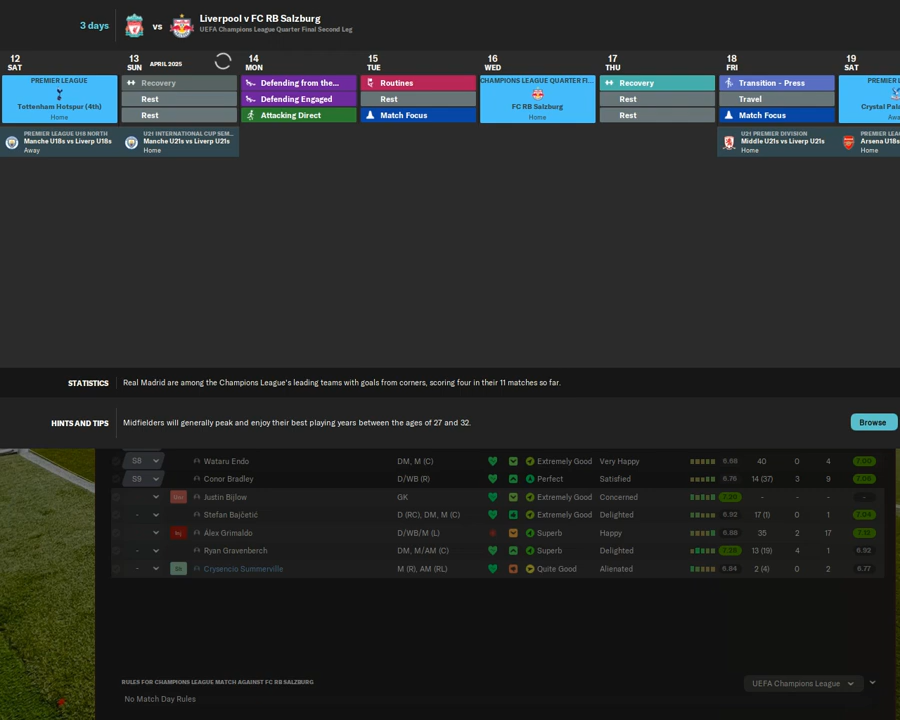 3 days
vs
Liverpool v FC RB Salzburg
UEFA Champions League Quarter Final Second Leg
12 SAT
13 SUN APRIL 2025
14 MON
15 TUE
16 WED
17 THU
18 FRI
19 SAT
PREMIER LEAGUE
Tottenham Hotspur (4th)
Home
Recovery
Rest
Rest
Defending from the...
Defending Engaged
Attacking Direct
Routines
Rest
Match Focus
CHAMPIONS LEAGUE QUARTER FI...
FC RB Salzburg
Home
Recovery
Rest
Rest
Transition - Press
Travel
Match Focus
PREMIER L
Crystal Pala
Awa
PREMIER LEAGUE U18 NORTH
Manche U18s vs Liverp U18s
Away
U21 INTERNATIONAL CUP SEM...
Manche U21s vs Liverp U21s
Home
U21 PREMIER DIVISION
Middle U21s vs Liverp U21s
Home
PREMIER LEA
Arsena U18s
Home
STATISTICS
Real Madrid are among the Champions League's leading teams with goals from corners, scoring four in their 11 matches so far.
HINTS AND TIPS
Midfielders will generally peak and enjoy their best playing years between the ages of 27 and 32.
Browse
S8 Wataru Endo DM, M (C) Extremely Good Very Happy 6.88 40 0 4 7.00
S9 Conor Bradley D/WB (R) Perfect Satisfied 6.76 14 (37) 3 9 7.08
Justin Bijlow GK Extremely Good Concerned - - - -
- Stefan Bajčetić D (RC), DM, M (C) Extremely Good Delighted 6.92 17 (1) 0 1
Álex Grimaldo D/WB/M (L) Superb Happy 6.88 35 2 17
- Ryan Gravenberch DM, M/AM (C) Superb Delighted 13 (19) 4 1 6.92
- Crysencio Summerville M (R), AM (RL) Quite Good Alienated 6.84 2 (4) 0 2 6.77
RULES FOR CHAMPIONS LEAGUE MATCH AGAINST FC RB SALZBURG
UEFA Champions League
No Match Day Rules